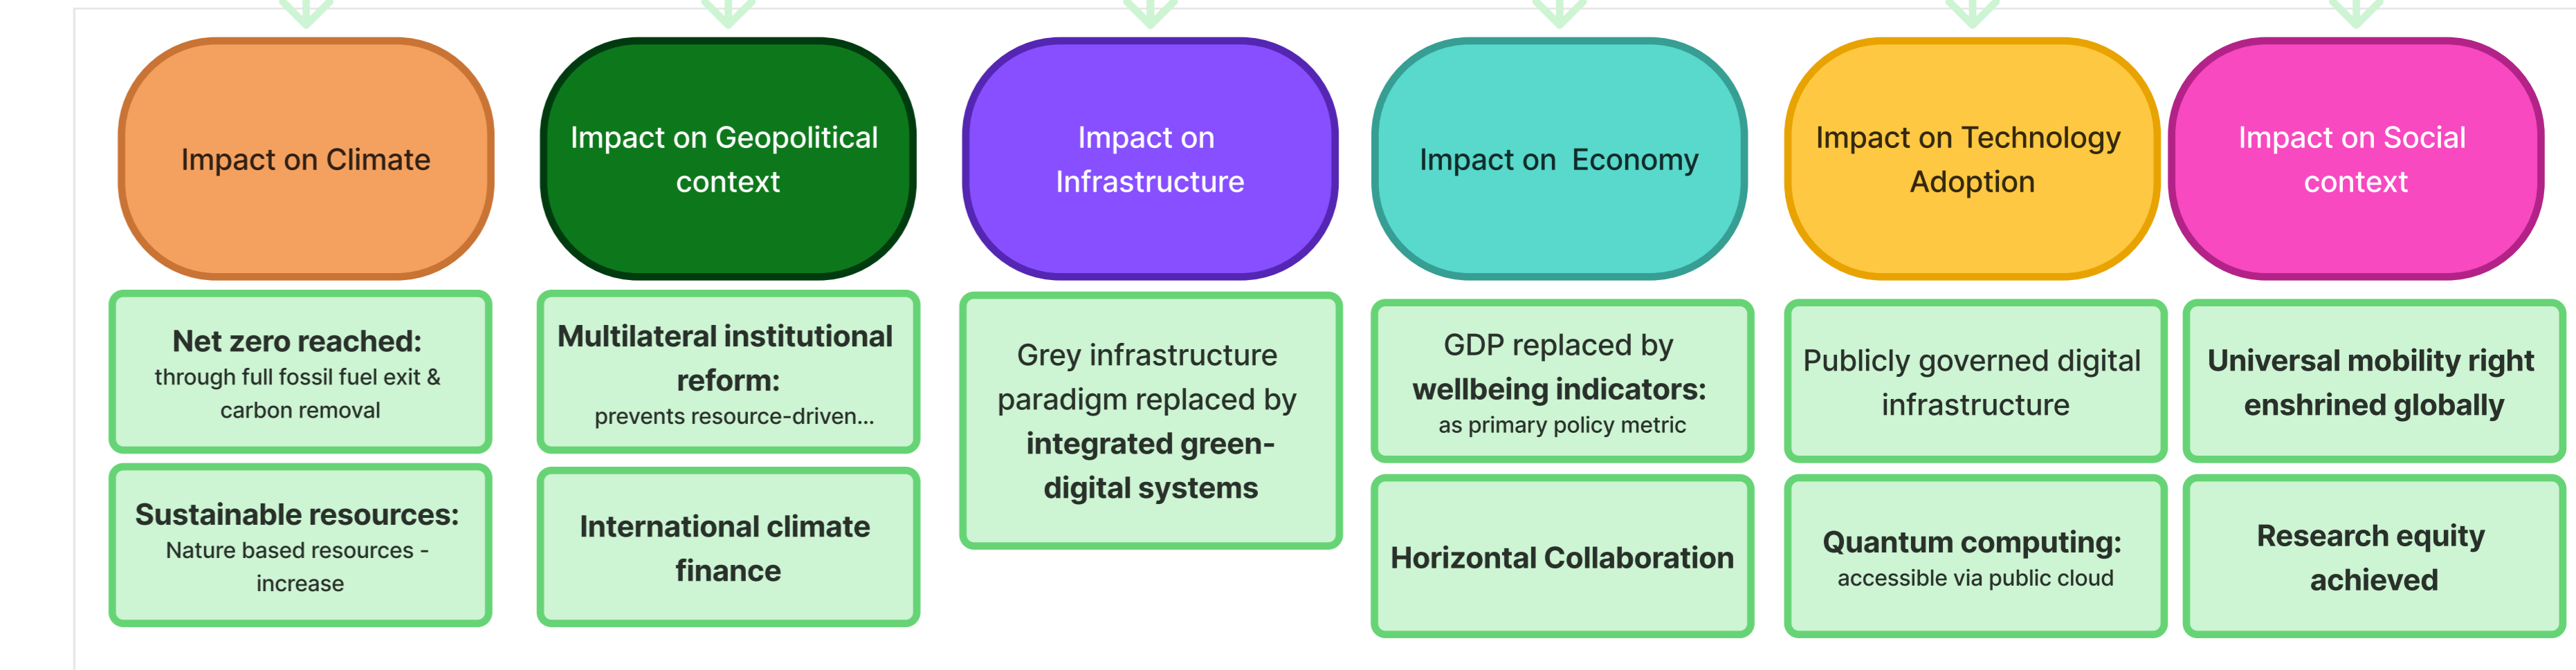 Impact on Climate
Impact on Geopolitical
context
Impact on
Infrastructure
Impact on  Economy
Impact on Technology
Adoption
Impact on Social
context
Net zero reached:
through full fossil fuel exit &
carbon removal
Multilateral institutional
reform:
prevents resource-driven...
Grey infrastructure
paradigm replaced by
integrated green-
digital systems
GDP replaced by
wellbeing indicators:
as primary policy metric
Publicly governed digital
infrastructure
Universal mobility right
enshrined globally
Sustainable resources:
Nature based resources -
increase
International climate
finance
Horizontal Collaboration
Quantum computing:
accessible via public cloud
Research equity
achieved